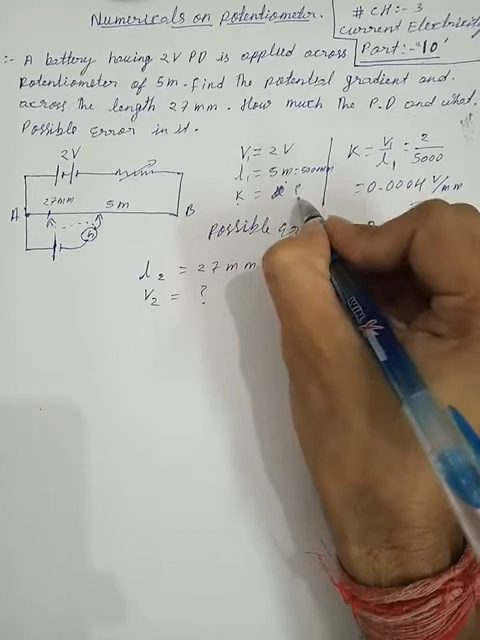 Numericals on Potentiometer.
# CH:- 3
Current Electricity
Part:- "10"
:- A battery having 2V PD is applied across
Potentiometer of 5m. find the potential gradient and
across the length 27mm. How much the P.D and what
Possible Error in it.
2V
27mm
5m
A
B
G
V₁ = 2V
l₁ = 5m = 500mm
K = ?
K = V₁/l₁ = 2/5000
= 0.0004 V/mm
Possible
l₂ = 27mm
V₂ = ?
WIN